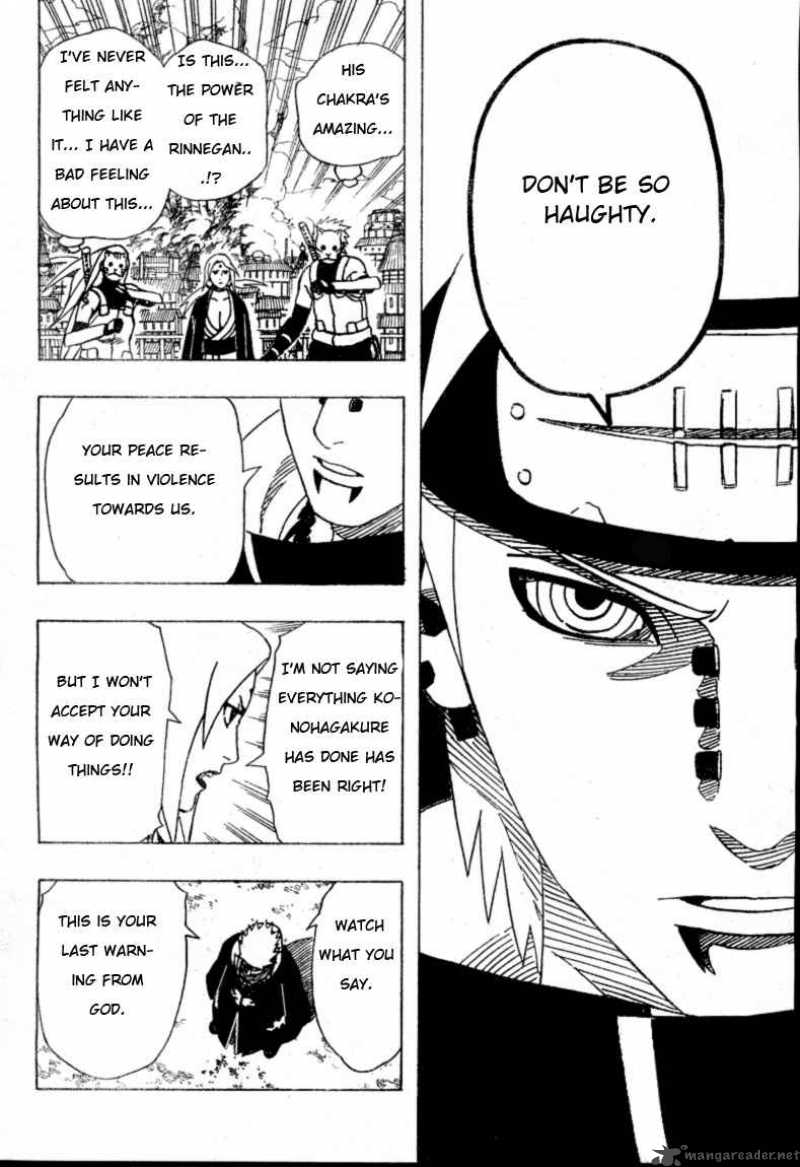 DON'T BE SO
HAUGHTY.
HIS
CHAKRA'S
AMAZING...
IS THIS...
THE POWER
OF THE
RINNEGAN..
.!?
I'VE NEVER
FELT ANY-
THING LIKE
IT... I HAVE A
BAD FEELING
ABOUT THIS...
YOUR PEACE RE-
SULTS IN VIOLENCE
TOWARDS US.
I'M NOT SAYING
EVERYTHING KO-
NOHAGAKURE
HAS DONE HAS
BEEN RIGHT!
BUT I WON'T
ACCEPT YOUR
WAY OF DOING
THINGS!!
WATCH
WHAT YOU
SAY.
THIS IS YOUR
LAST WARN-
ING FROM
GOD.
mangareader.net